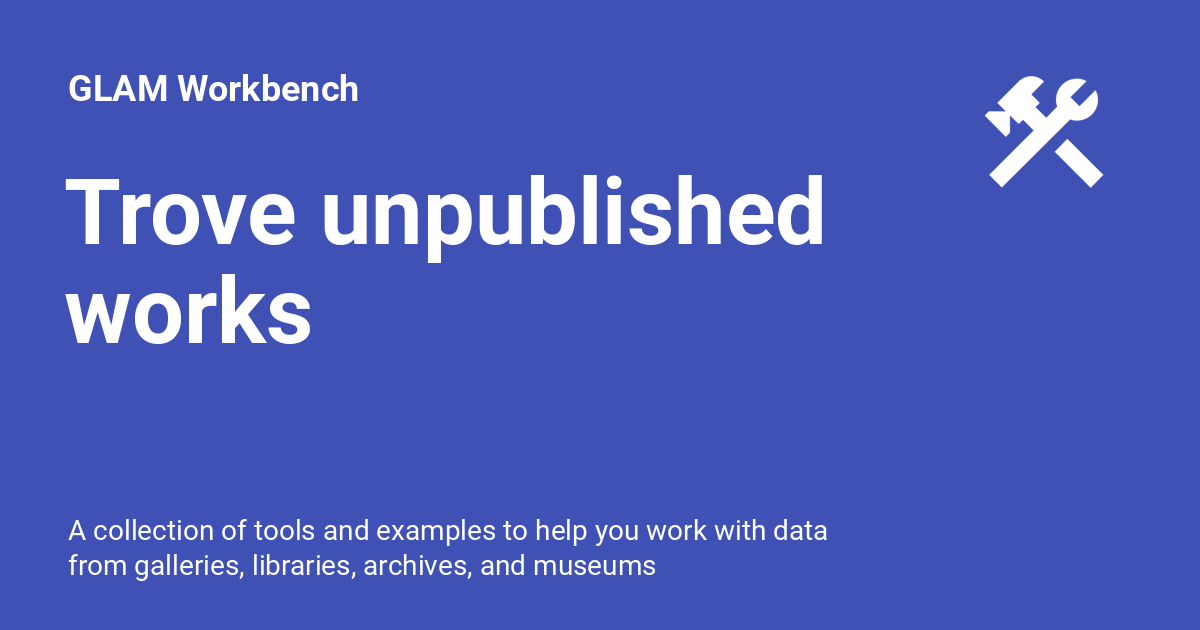 GLAM Workbench
Trove unpublished
works
A collection of tools and examples to help you work with data
from galleries, libraries, archives, and museums